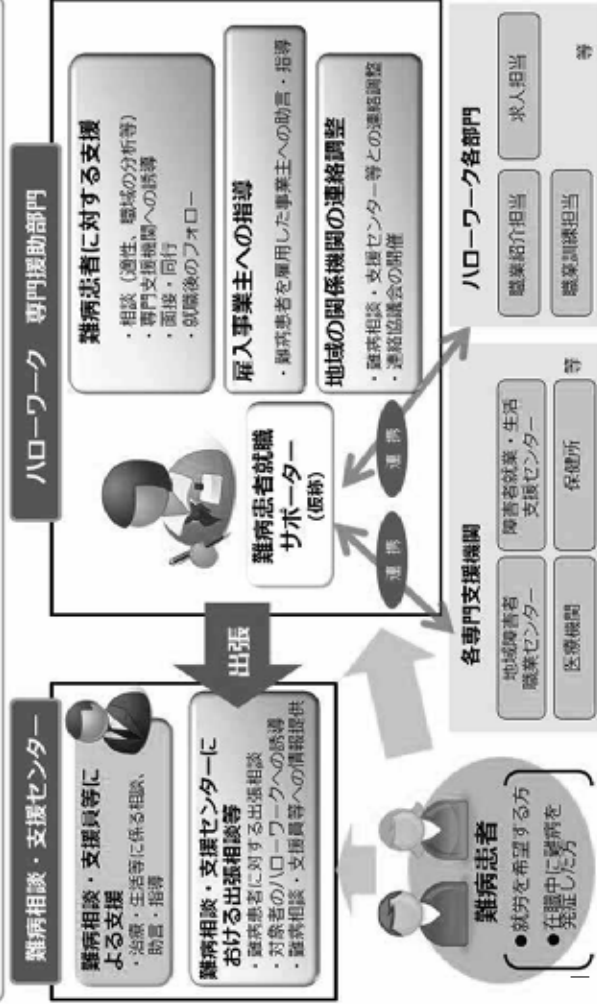 難病相談・支援センター
難病相談・支援員等に
よる支援
・治療・生活等に係る相談、
助言・指導
難病相談・支援センターに
おける出張相談等
・難病患者に対する出張相談
・対象者のハローワークへの誘導
・難病相談・支援員等への情報提供
出張
ハローワーク 専門援助部門
難病患者就職
サポーター
(仮称)
難病患者に対する支援
・相談（適性、職域の分析等）
・専門支援機関への誘導
・面接・同行
・就職後のフォロー
雇入事業主への指導
・難病患者を雇用した事業主への助言・指導
地域の関係機関の連絡調整
・難病相談・支援センター等との連絡調整
・連絡協議会の開催
連携
連携
難病患者
●就労を希望する方
●在職中に難病を
発症した方
各専門支援機関
地域障害者
職業センター
障害者就業・生活
支援センター
医療機関
保健所
等
ハローワーク各部門
職業紹介担当
求人担当
職業訓練担当
等